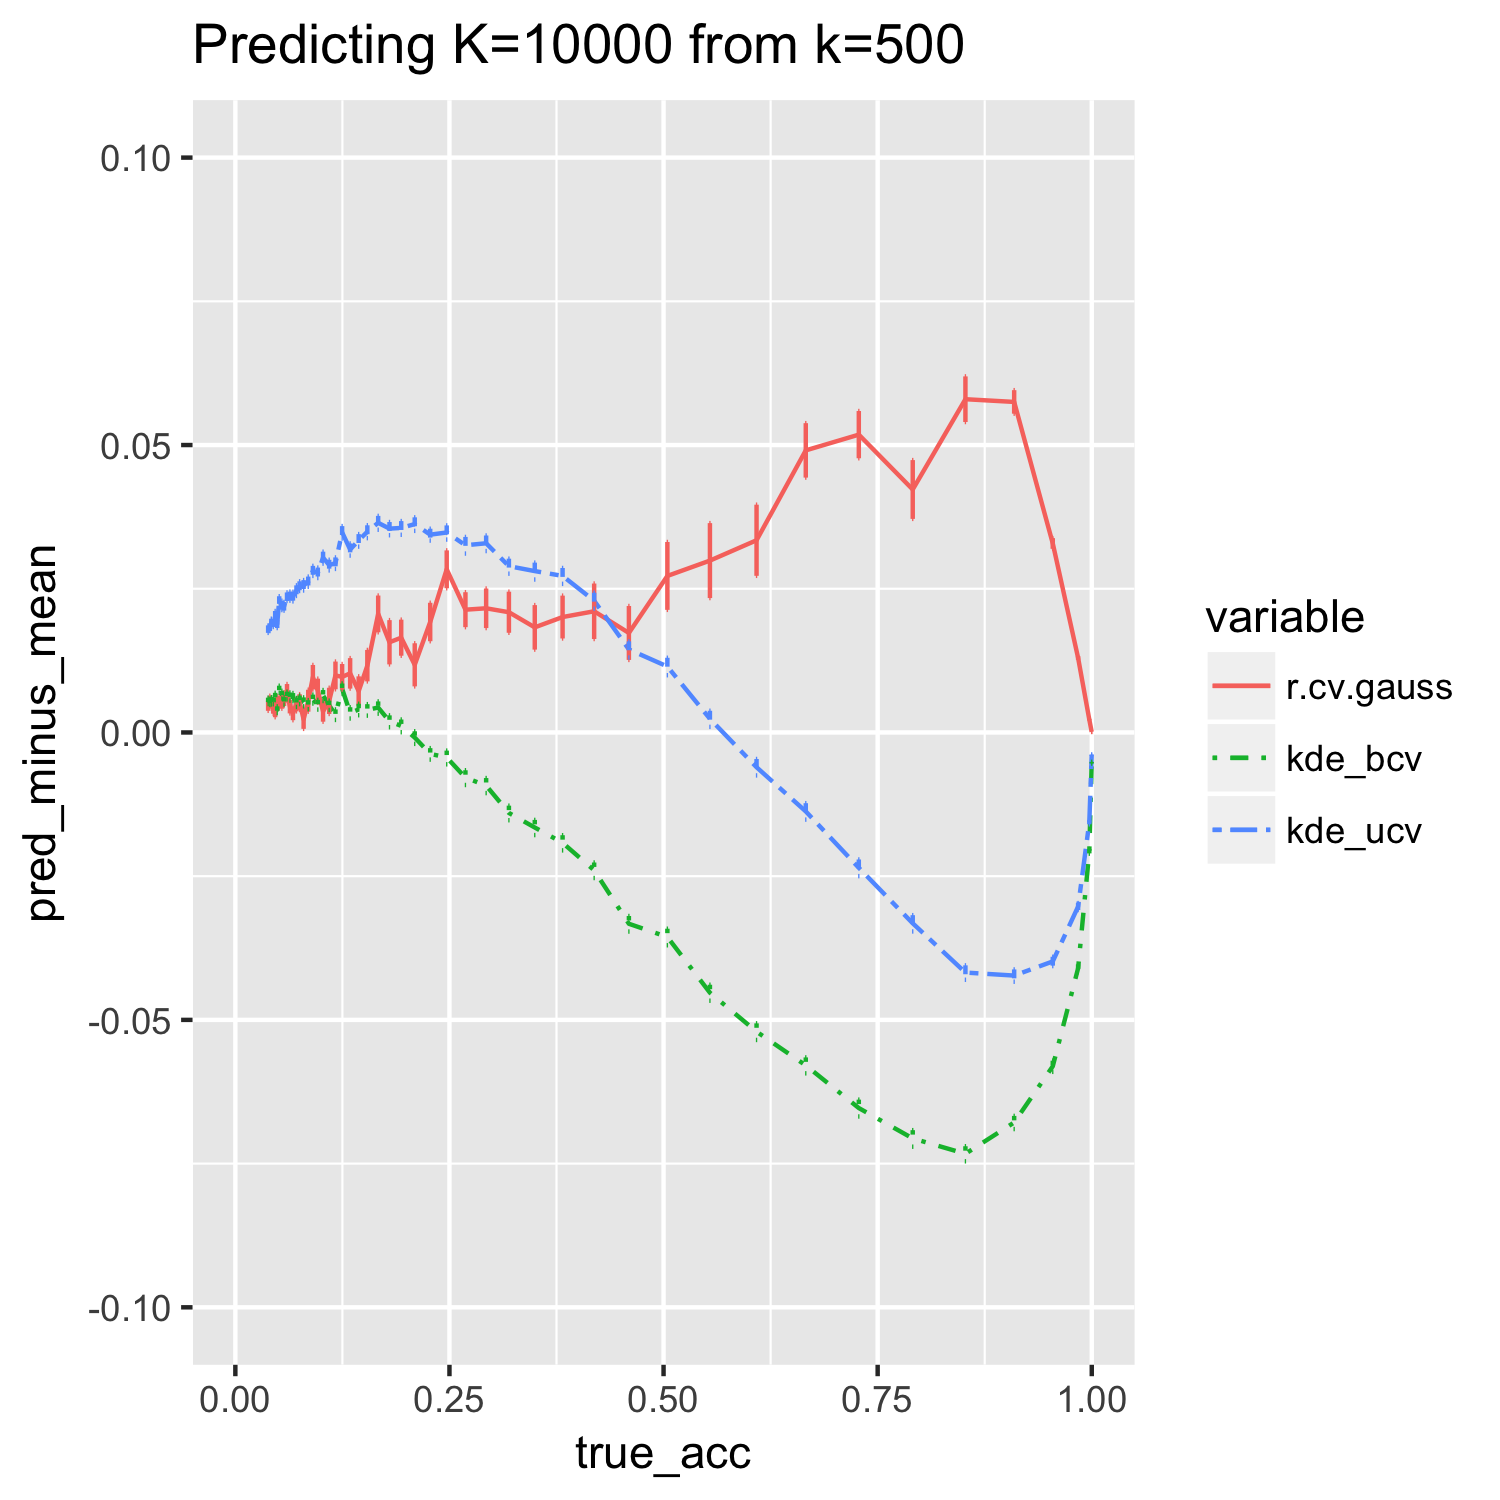 Predicting K=10000 from k=500
0.10
0.05
0.00
-0.05
-0.10
pred_minus_mean
0.00 0.25 0.50 0.75 1.00
true_acc
variable
r.cv.gauss
kde_bcv
kde_ucv